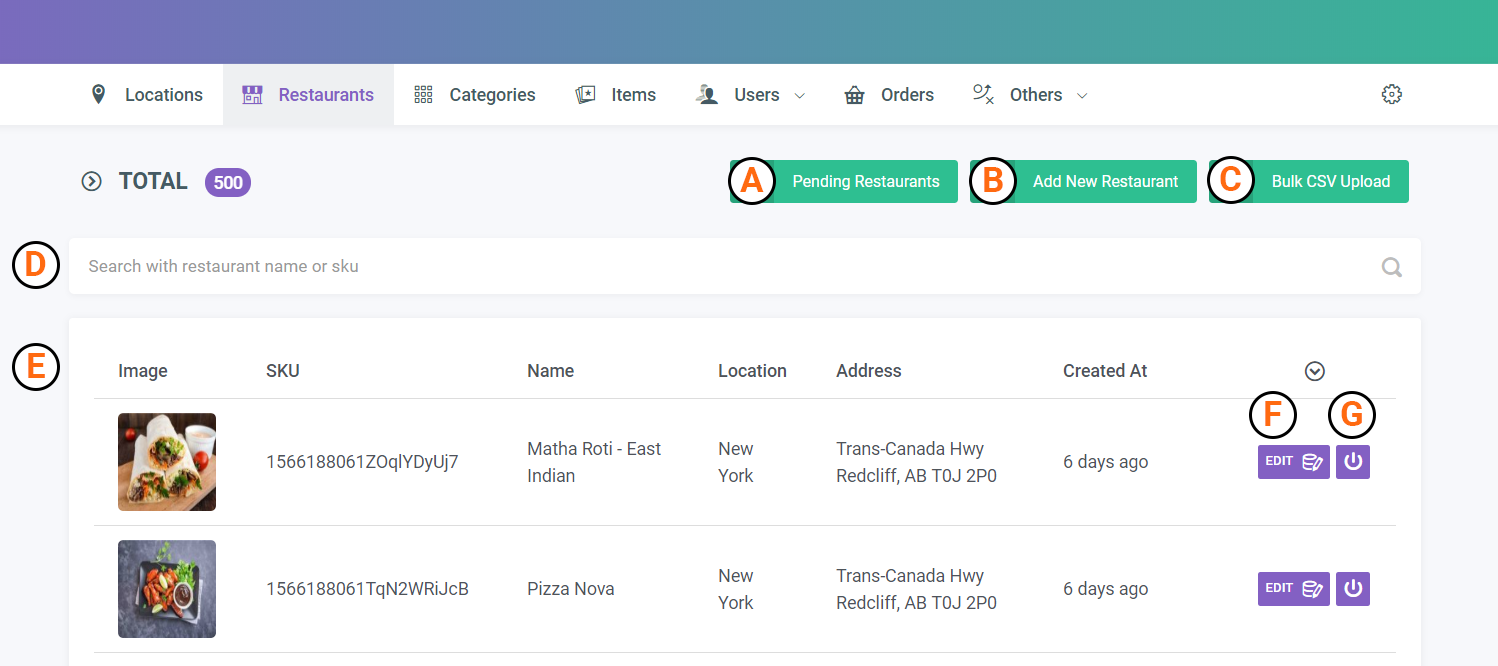 Locations Restaurants Categories Items Users Orders Others
TOTAL 500 A Pending Restaurants B Add New Restaurant C Bulk CSV Upload
D Search with restaurant name or sku
E Image SKU Name Location Address Created At
F G
Matha Roti - East New Trans-Canada Hwy
1566188061ZOqlYDyUj7 6 days ago EDIT
Indian York Redcliff, AB T0J 2P0
New Trans-Canada Hwy
1566188061TqN2WRiJcB Pizza Nova 6 days ago EDIT
York Redcliff, AB T0J 2P0